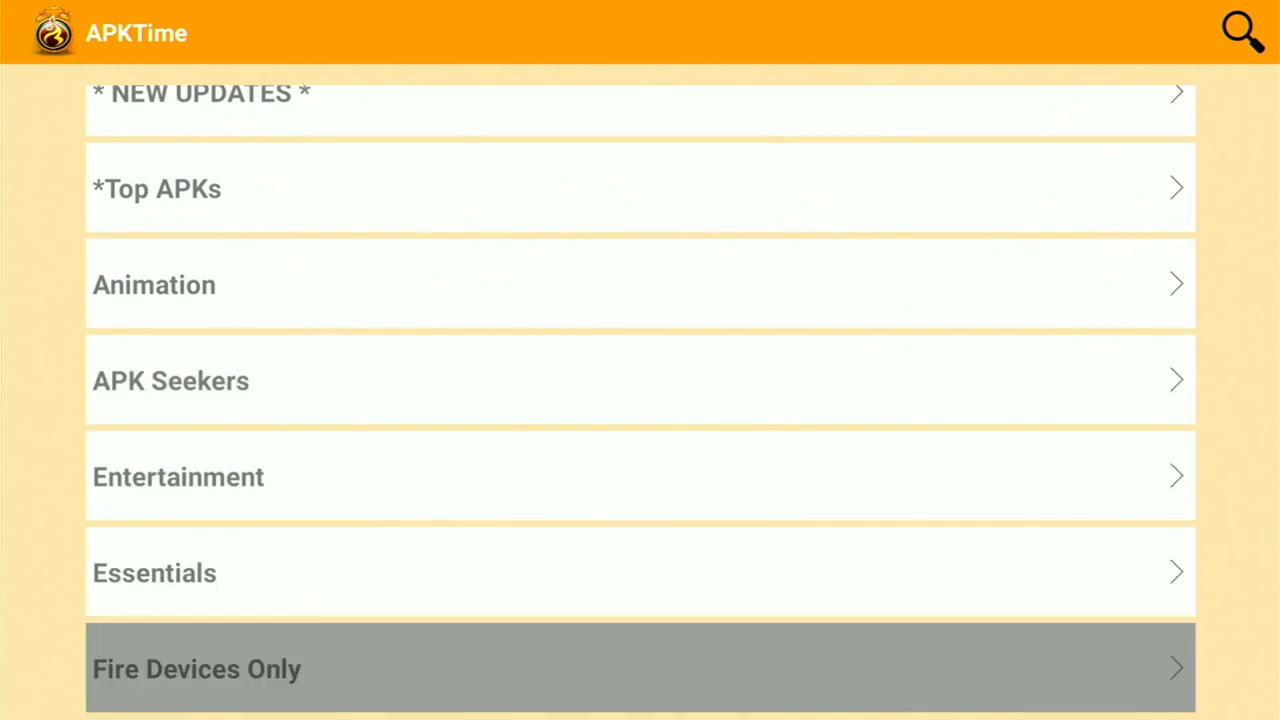 APKTime
* NEW UPDATES *
*Top APKs
Animation
APK Seekers
Entertainment
Essentials
Fire Devices Only